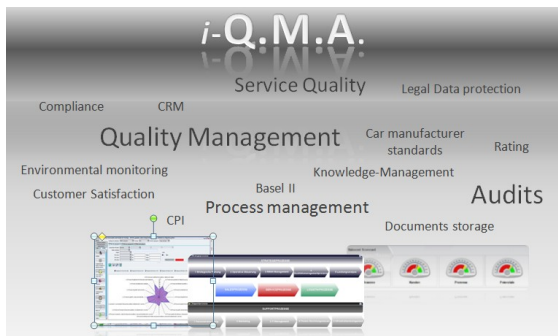 i-Q.M.A.
Service Quality
Legal Data protection
Compliance
CRM
Quality Management
Car manufacturer
standards
Rating
Environmental monitoring
Knowledge-Management
Customer Satisfaction
Basel II
Audits
Process management
CPI
Documents storage